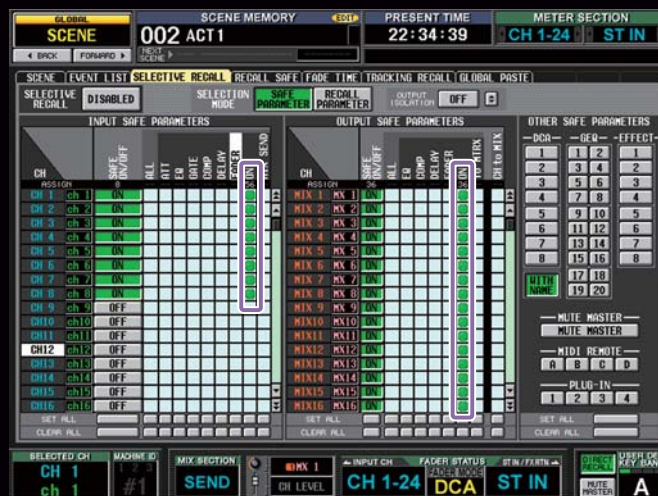 GLOBAL
SCENE
BACK
FORWARD
SCENE MEMORY
EDIT
002 ACT1
NEXT SCENE
PRESENT TIME
22:34:39
METER SECTION
CH 1-24
ST IN
SCENE EVENT LIST SELECTIVE RECALL RECALL SAFE FADE TIME TRACKING RECALL GLOBAL PASTE
SELECTIVE RECALL
DISABLED
SELECTION MODE
SAFE PARAMETER
RECALL PARAMETER
OUTPUT ISOLATION
OFF
INPUT SAFE PARAMETERS
CH
SAFE ON/OFF
ALL
ATT
EQ
GATE
COMP
DELAY
FADER
ON
MIX SEND
ASSIGN 8 56
CH 1 ch 1 ON
CH 2 ch 2 ON
CH 3 ch 3 ON
CH 4 ch 4 ON
CH 5 ch 5 ON
CH 6 ch 6 ON
CH 7 ch 7 ON
CH 8 ch 8 ON
CH 9 ch 9 OFF
CH10 ch10 OFF
CH11 ch11 OFF
CH12 ch12 OFF
CH13 ch13 OFF
CH14 ch14 OFF
CH15 ch15 OFF
CH16 ch16 OFF
SET ALL
CLEAR ALL
OUTPUT SAFE PARAMETERS
CH
SAFE ON/OFF
ALL
EQ
COMP
DELAY
FADER
ON
TO MTRX
CH to MIX
ASSIGN 36 36
MIX 1 MX 1 ON
MIX 2 MX 2 ON
MIX 3 MX 3 ON
MIX 4 MX 4 ON
MIX 5 MX 5 ON
MIX 6 MX 6 ON
MIX 7 MX 7 ON
MIX 8 MX 8 ON
MIX 9 MX 9 ON
MIX10 MX10 ON
MIX11 MX11 ON
MIX12 MX12 ON
MIX13 MX13 ON
MIX14 MX14 ON
MIX15 MX15 ON
MIX16 MX16 ON
SET ALL
CLEAR ALL
OTHER SAFE PARAMETERS
DCA GEQ EFFECT
1 1 2 1
2 3 4 2
3 5 6 3
4 7 8 4
5 9 10 5
6 11 12 6
7 13 14 7
8 15 16 8
WITH NAME
17 18
19 20
MUTE MASTER
MUTE MASTER
MIDI REMOTE
A B C D
PLUG-IN
1 2 3 4
SET ALL
CLEAR ALL
SELECTED CH
CH 1
ch 1
MACHINE ID
1 2 3
#1
MIX SECTION
SEND
MX 1
CH LEVEL
INPUT CH
CH 1-24
FADER STATUS
FADER MODE
DCA
ST IN/FX RTN
ST IN
DIRECT RECALL
MUTE MASTER
USER DE
KEY BAN
A